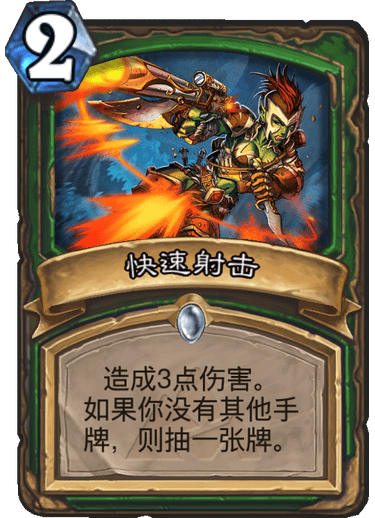 2
快速射击
造成3点伤害。
如果你没有其他手
牌，则抽一张牌。